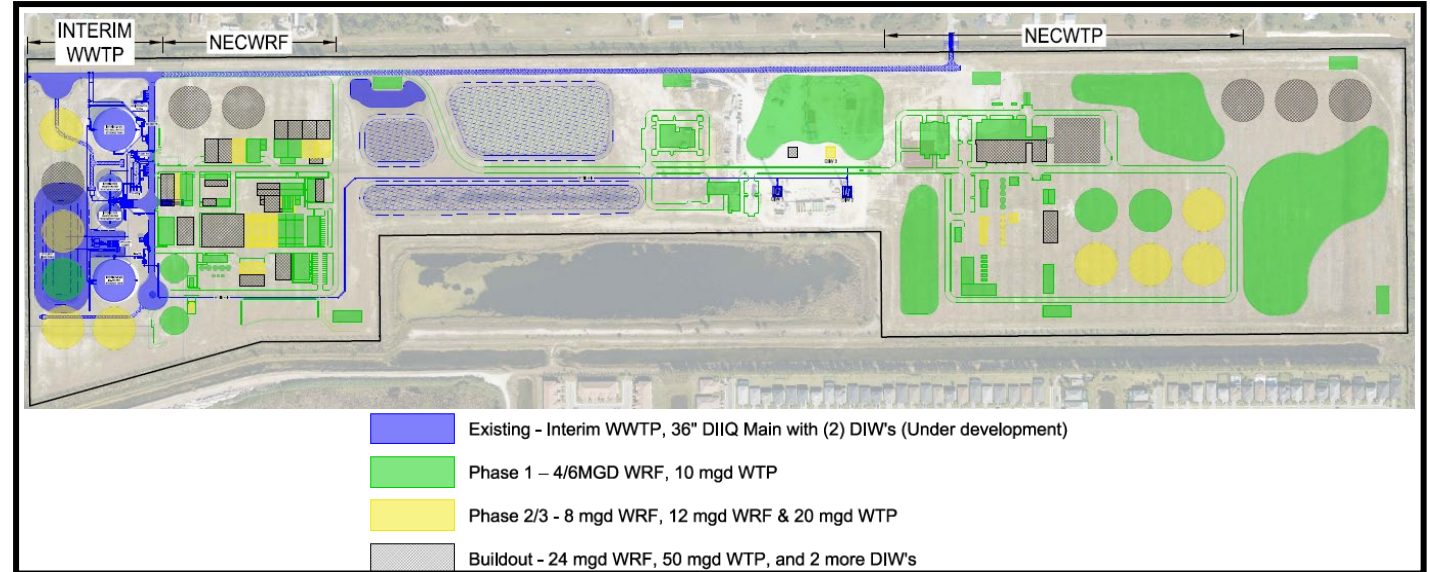 INTERIM
WWTP
NECWRF
NECWTP
DIW 3
Existing - Interim WWTP, 36" DIIQ Main with (2) DIW's (Under development)
Phase 1 – 4/6MGD WRF, 10 mgd WTP
Phase 2/3 - 8 mgd WRF, 12 mgd WRF & 20 mgd WTP
Buildout - 24 mgd WRF, 50 mgd WTP, and 2 more DIW's